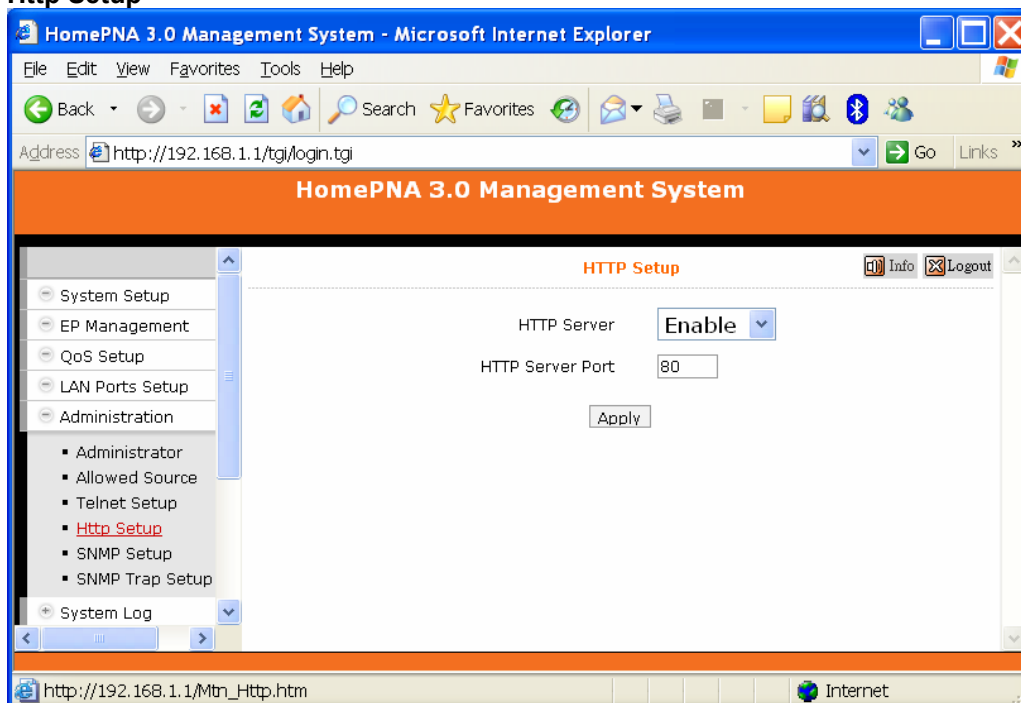 Http Setup
HomePNA 3.0 Management System - Microsoft Internet Explorer
File Edit View Favorites Tools Help
Back Search Favorites
Address http://192.168.1.1/tgi/login.tgi Go Links »
HomePNA 3.0 Management System
HTTP Setup Info Logout
System Setup
EP Management
QoS Setup
LAN Ports Setup
Administration
Administrator
Allowed Source
Telnet Setup
Http Setup
SNMP Setup
SNMP Trap Setup
System Log
HTTP Server Enable
HTTP Server Port 80
Apply
http://192.168.1.1/Mtn_Http.htm Internet